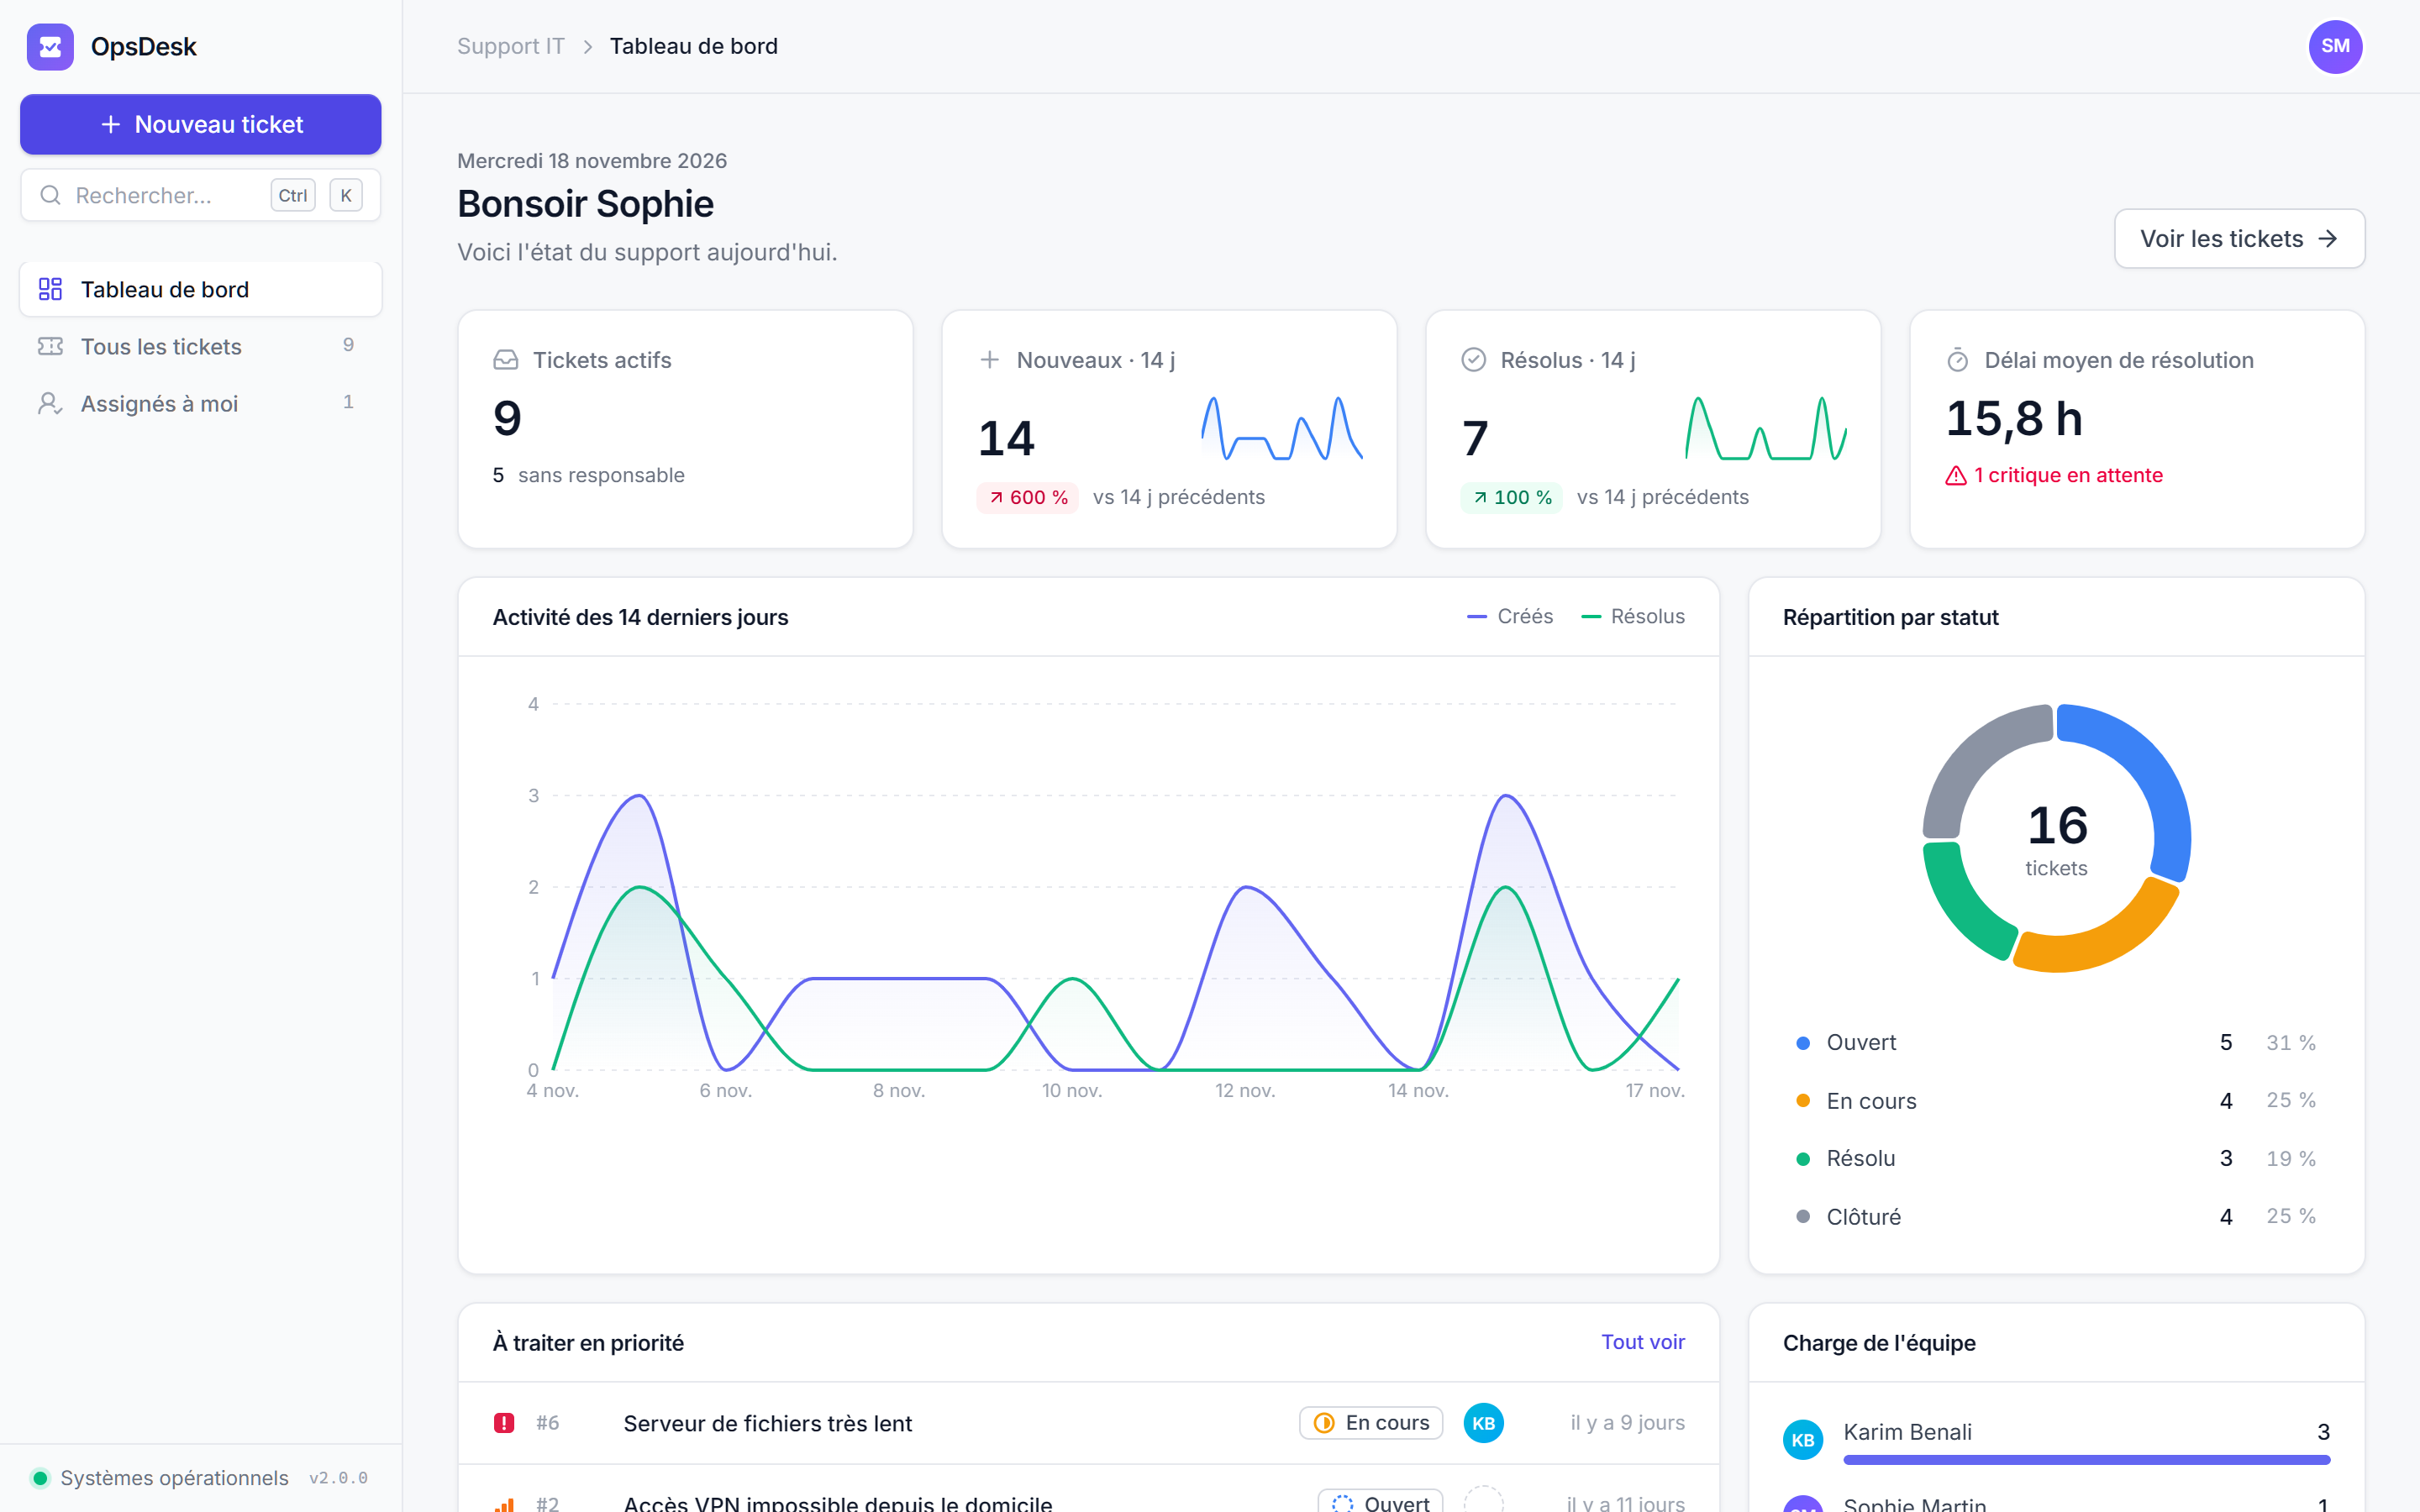 OpsDesk
Nouveau ticket
Rechercher... Ctrl K
Tableau de bord
Tous les tickets 9
Assignés à moi 1
Systèmes opérationnels v2.0.0
Support IT Tableau de bord
SM
Mercredi 18 novembre 2026
Bonsoir Sophie
Voici l'état du support aujourd'hui.
Voir les tickets
Tickets actifs
9
5 sans responsable
Nouveaux · 14 j
14
600 % vs 14 j précédents
Résolus · 14 j
7
100 % vs 14 j précédents
Délai moyen de résolution
15,8 h
1 critique en attente
Activité des 14 derniers jours
Créés Résolus
4
3
2
1
0
4 nov. 6 nov. 8 nov. 10 nov. 12 nov. 14 nov. 17 nov.
Répartition par statut
16
tickets
Ouvert 5 31 %
En cours 4 25 %
Résolu 3 19 %
Clôturé 4 25 %
À traiter en priorité Tout voir
#6 Serveur de fichiers très lent En cours KB il y a 9 jours
#2 Accès VPN impossible depuis le domicile Ouvert il y a 11 jours
Charge de l'équipe
KB Karim Benali 3
SM Sophie Martin 1